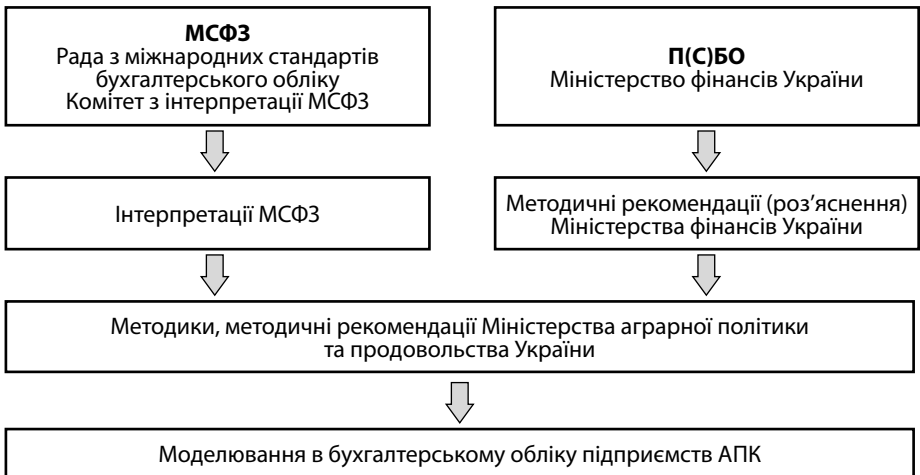 МСФЗ
Рада з міжнародних стандартів
бухгалтерського обліку
Комітет з інтерпретації МСФЗ
П(С)БО
Міністерство фінансів України
Інтерпретації МСФЗ
Методичні рекомендації (роз’яснення)
Міністерства фінансів України
Методики, методичні рекомендації Міністерства аграрної політики
та продовольства України
Моделювання в бухгалтерському обліку підприємств АПК